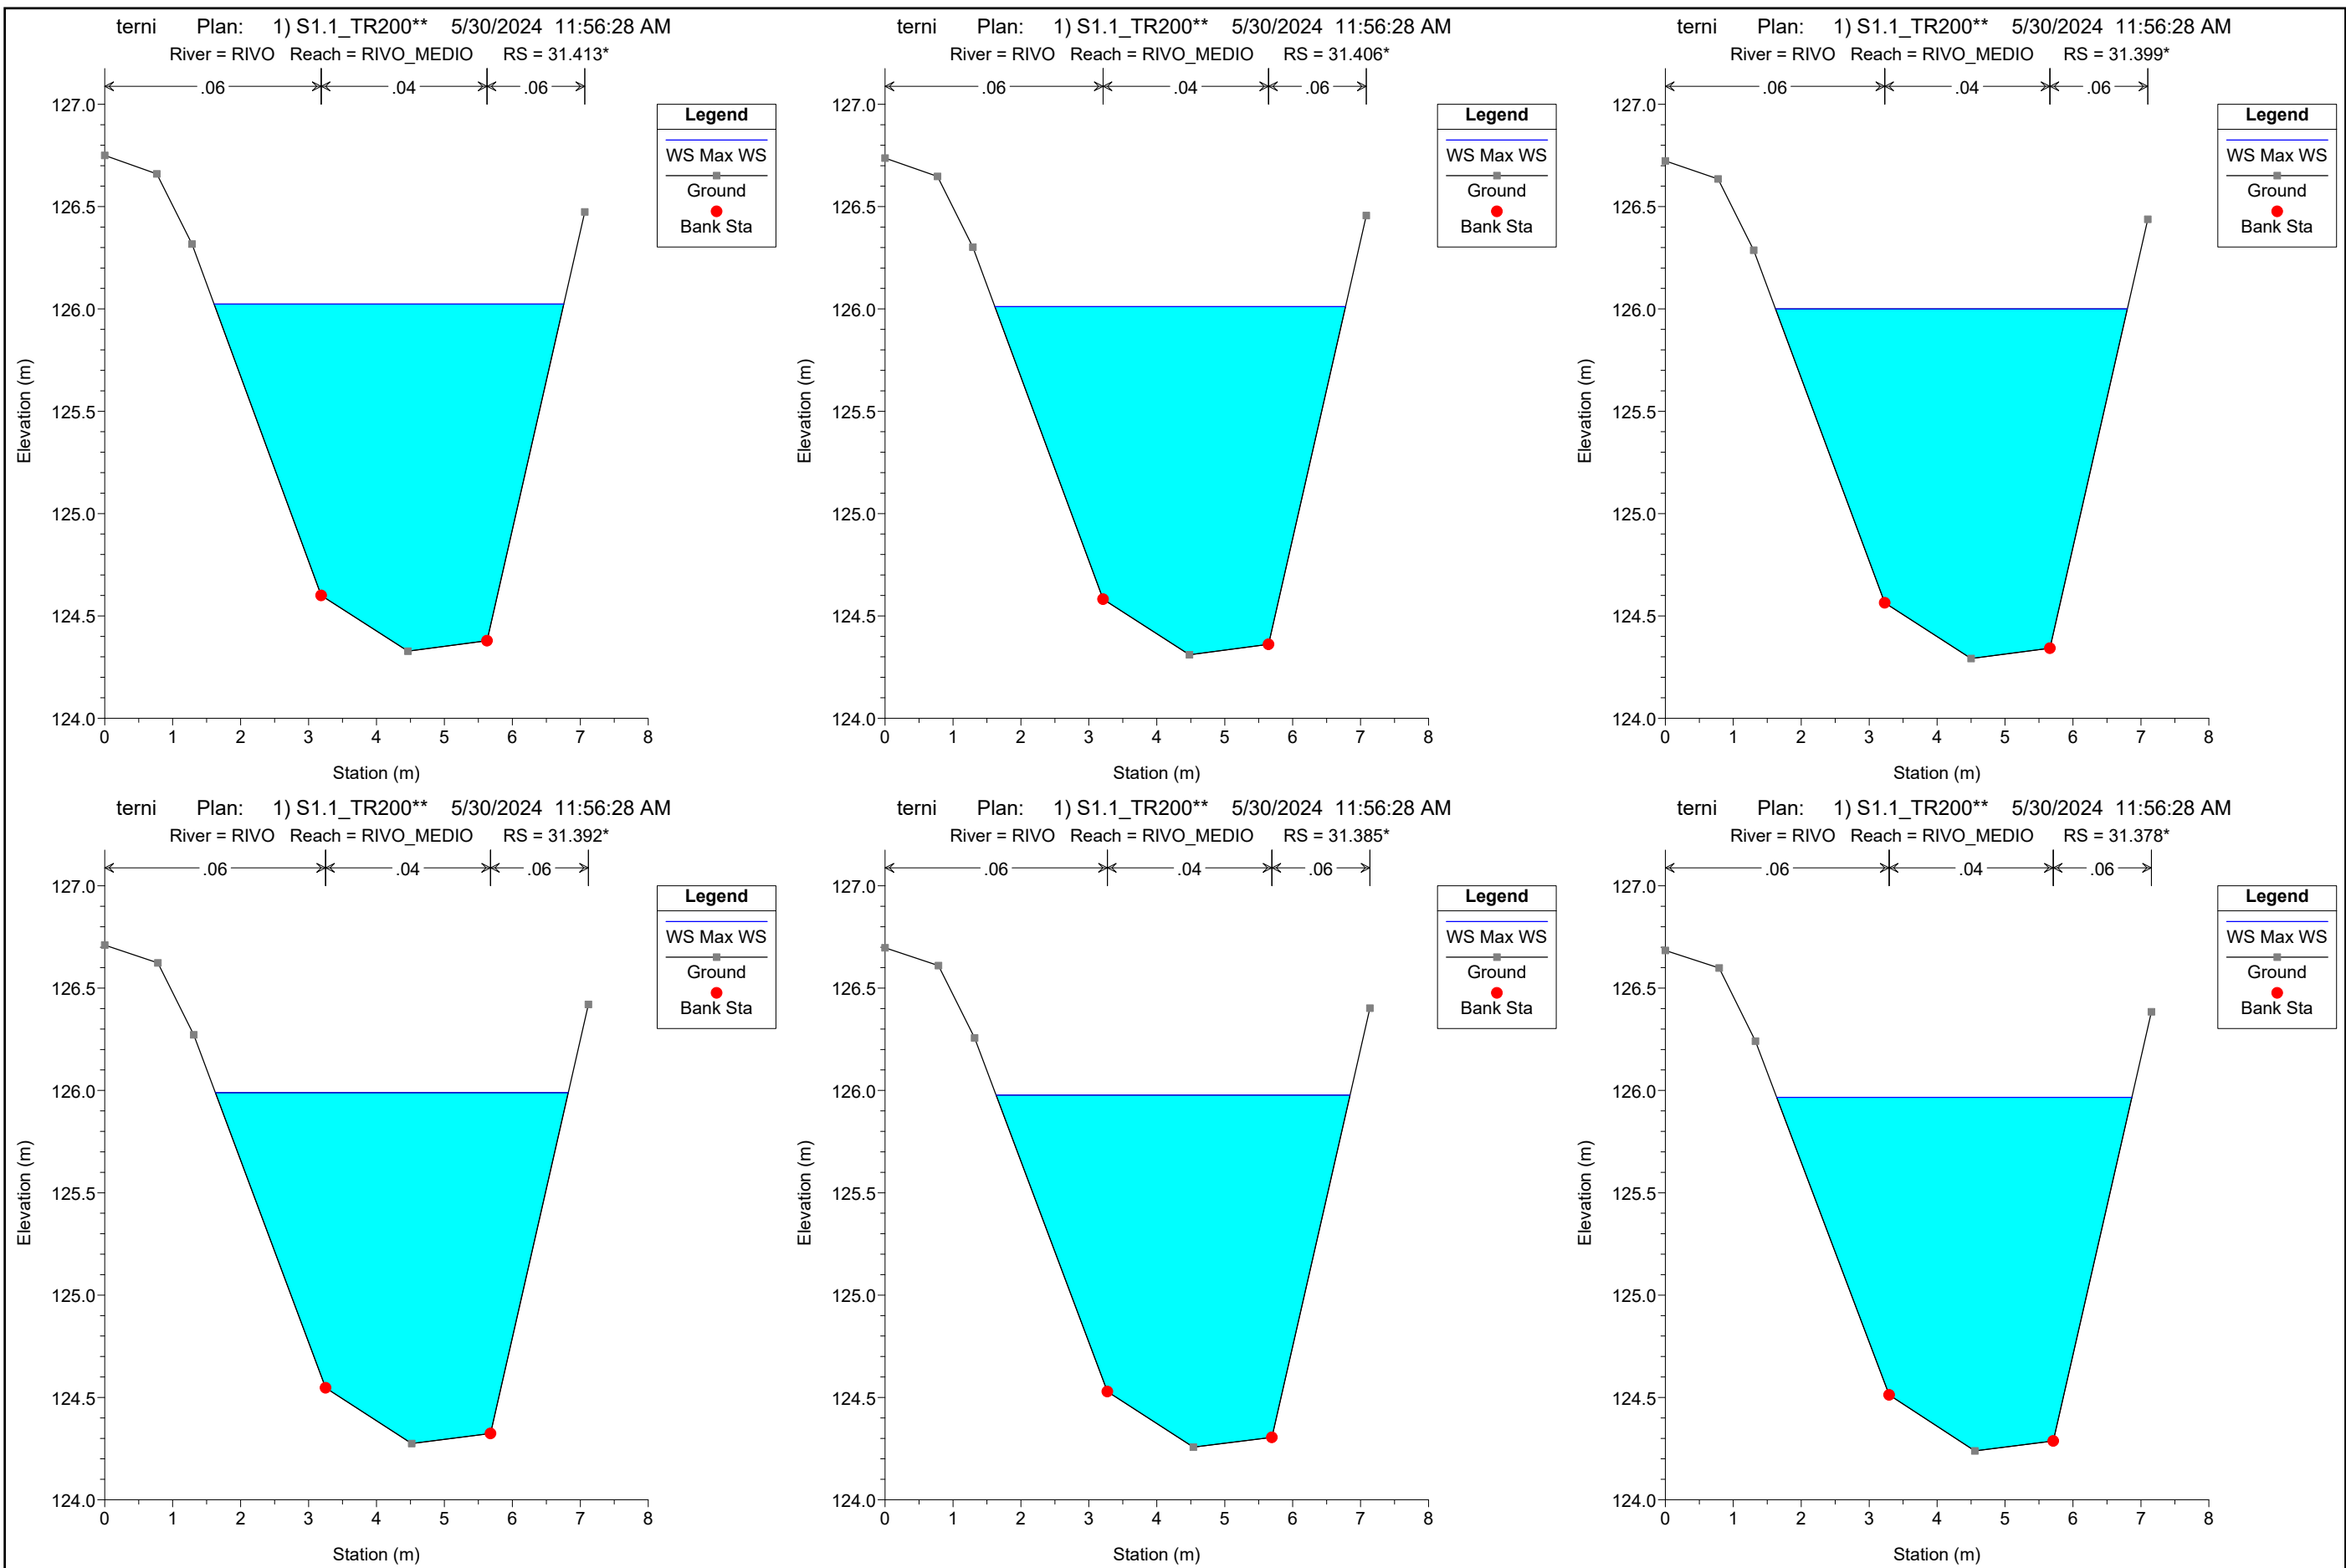 terni Plan: 1) S1.1_TR200** 5/30/2024 11:56:28 AM
River = RIVO Reach = RIVO_MEDIO RS = 31.413*
.06 .04 .06
127.0
126.5
126.0
125.5
125.0
124.5
124.0
0 1 2 3 4 5 6 7 8
Station (m)
Elevation (m)
Legend
WS Max WS
Ground
Bank Sta
terni Plan: 1) S1.1_TR200** 5/30/2024 11:56:28 AM
River = RIVO Reach = RIVO_MEDIO RS = 31.406*
.06 .04 .06
127.0
126.5
126.0
125.5
125.0
124.5
124.0
0 1 2 3 4 5 6 7 8
Station (m)
Elevation (m)
Legend
WS Max WS
Ground
Bank Sta
terni Plan: 1) S1.1_TR200** 5/30/2024 11:56:28 AM
River = RIVO Reach = RIVO_MEDIO RS = 31.399*
.06 .04 .06
127.0
126.5
126.0
125.5
125.0
124.5
124.0
0 1 2 3 4 5 6 7 8
Station (m)
Elevation (m)
Legend
WS Max WS
Ground
Bank Sta
terni Plan: 1) S1.1_TR200** 5/30/2024 11:56:28 AM
River = RIVO Reach = RIVO_MEDIO RS = 31.392*
.06 .04 .06
127.0
126.5
126.0
125.5
125.0
124.5
124.0
0 1 2 3 4 5 6 7 8
Station (m)
Elevation (m)
Legend
WS Max WS
Ground
Bank Sta
terni Plan: 1) S1.1_TR200** 5/30/2024 11:56:28 AM
River = RIVO Reach = RIVO_MEDIO RS = 31.385*
.06 .04 .06
127.0
126.5
126.0
125.5
125.0
124.5
124.0
0 1 2 3 4 5 6 7 8
Station (m)
Elevation (m)
Legend
WS Max WS
Ground
Bank Sta
terni Plan: 1) S1.1_TR200** 5/30/2024 11:56:28 AM
River = RIVO Reach = RIVO_MEDIO RS = 31.378*
.06 .04 .06
127.0
126.5
126.0
125.5
125.0
124.5
124.0
0 1 2 3 4 5 6 7 8
Station (m)
Elevation (m)
Legend
WS Max WS
Ground
Bank Sta